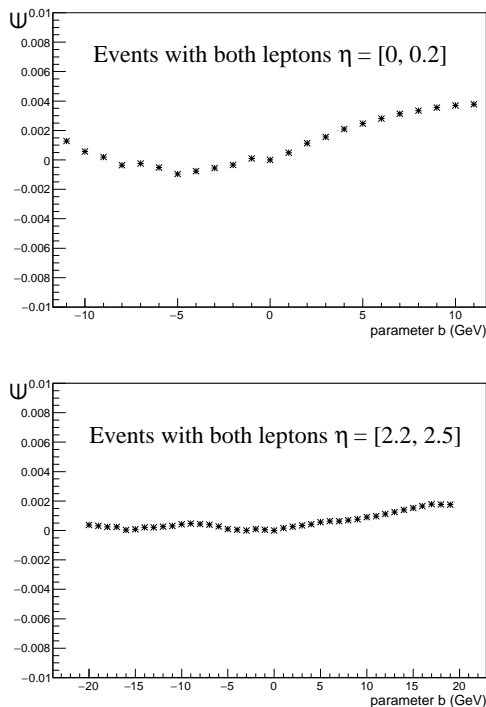 ϵ
0.01
Events with both leptons η = [0, 0.2]
0.008
0.006
0.004
0.002
0
−0.002
−0.004
−0.006
−0.008
−0.01
−10 −5 0 5 10
parameter b (GeV)
ϵ
0.01
0.008
Events with both leptons η = [2.2, 2.5]
0.006
0.004
0.002
0
−0.002
−0.004
−0.006
−0.008
−0.01
−20 −15 −10 −5 0 5 10 15 20
parameter b (GeV)